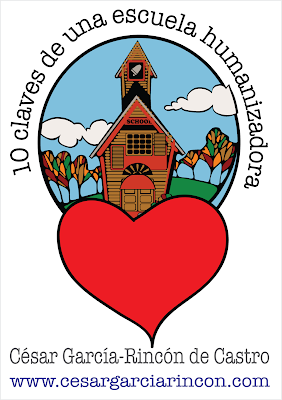 10 claves de una escuela humanizadora
SCHOOL
César García-Rincón de Castro
www.cesargarciarincon.com